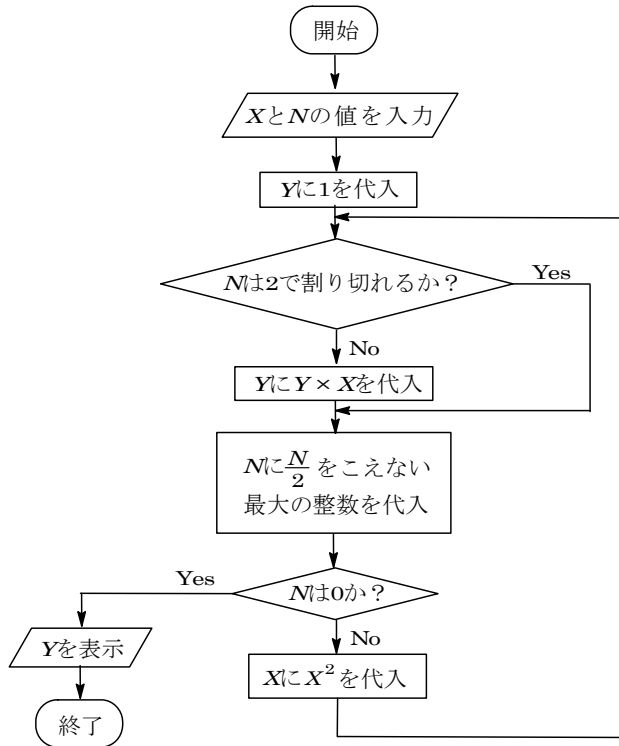 開始
XとNの値を入力
Yに1を代入
Nは2で割り切れるか？
Yes
No
YにY × Xを代入
Nに\frac{N}{2}をこえない
最大の整数を代入
Yes
Nは0か？
No
Yを表示
XにX²を代入
終了